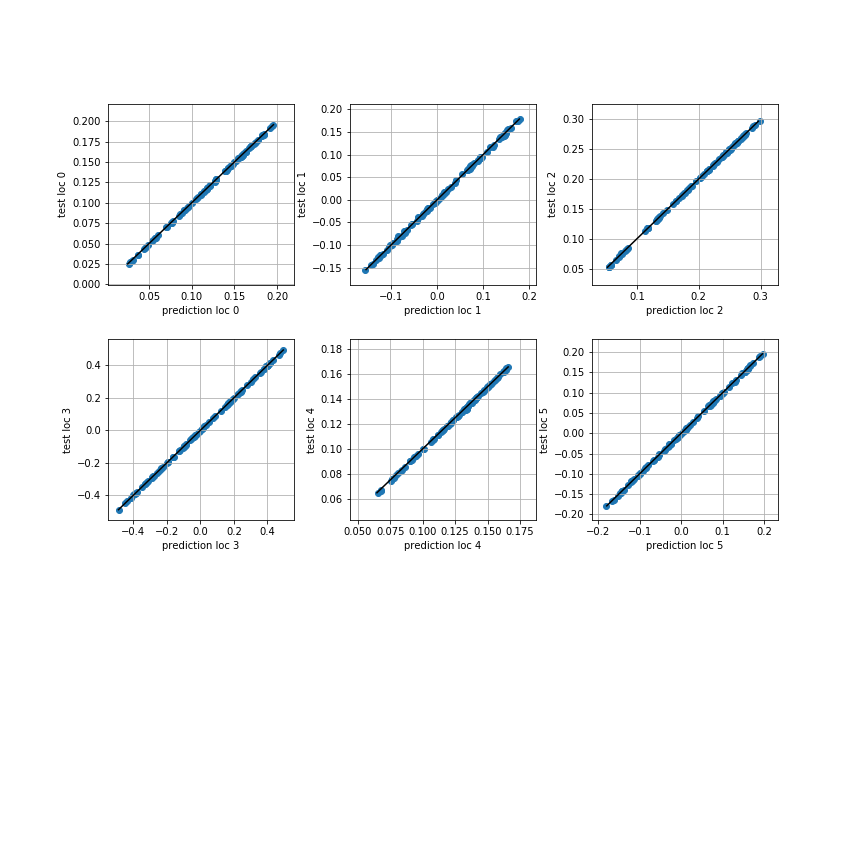 0.200
0.175
0.150
0.125
0.100
0.075
0.050
0.025
0.000
test loc 0
0.05 0.10 0.15 0.20
prediction loc 0
0.20
0.15
0.10
0.05
0.00
−0.05
−0.10
−0.15
test loc 1
−0.1 0.0 0.1 0.2
prediction loc 1
0.30
0.25
0.20
0.15
0.10
0.05
test loc 2
0.1 0.2 0.3
prediction loc 2
0.4
0.2
0.0
−0.2
−0.4
test loc 3
−0.4 −0.2 0.0 0.2 0.4
prediction loc 3
0.18
0.16
0.14
0.12
0.10
0.08
0.06
test loc 4
0.050 0.075 0.100 0.125 0.150 0.175
prediction loc 4
0.20
0.15
0.10
0.05
0.00
−0.05
−0.10
−0.15
−0.20
test loc 5
−0.2 −0.1 0.0 0.1 0.2
prediction loc 5